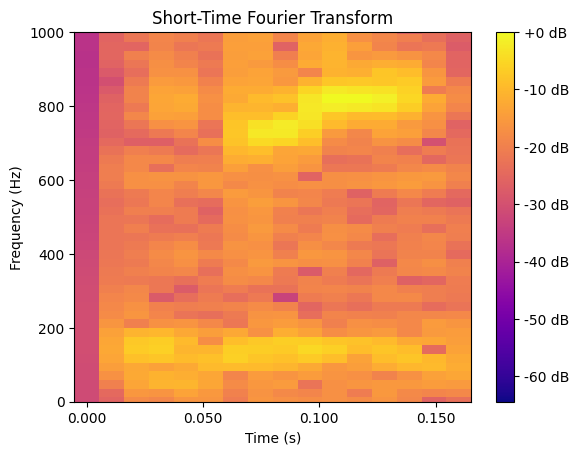 Short-Time Fourier Transform
1000
800
600
400
200
0
Frequency (Hz)
0.000
0.050
0.100
0.150
Time (s)
+0 dB
-10 dB
-20 dB
-30 dB
-40 dB
-50 dB
-60 dB